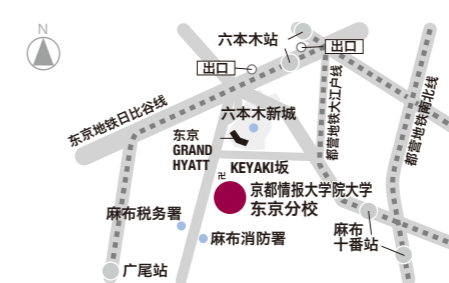 N
六本木站
出口
出口
东京地铁日比谷线
六本木新城
都营地铁大江户线
都营地铁南北线
东京
GRAND
HYATT
卍 KEYAKI坂
京都情报大学院大学
东京分校
麻布税务署
麻布消防署
麻布
十番站
广尾站